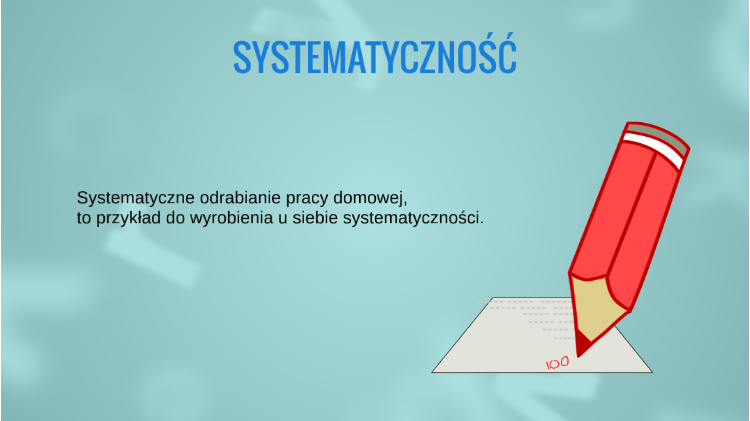 SYSTEMATYCZNOŚĆ
Systematyczne odrabianie pracy domowej,
to przykład do wyrobienia u siebie systematyczności.
100